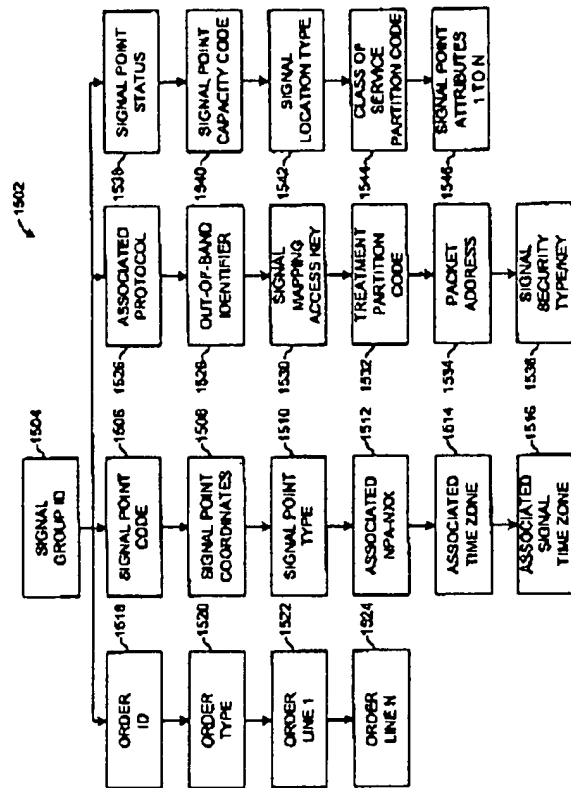 1502
1504
SIGNAL
GROUP ID
1518
ORDER
ID
1520
ORDER
TYPE
1522
ORDER
LINE 1
1524
ORDER
LINE N
1506
SIGNAL POINT
CODE
1508
SIGNAL POINT
COORDINATES
1510
SIGNAL POINT
TYPE
1512
ASSOCIATED
NPA-NXX
1514
ASSOCIATED
TIME ZONE
1516
ASSOCIATED
SIGNAL
TIME ZONE
1526
ASSOCIATED
PROTOCOL
1528
OUT-OF-BAND
IDENTIFIER
1530
SIGNAL
MAPPING
ACCESS KEY
1532
TREATMENT
PARTITION
CODE
1534
PACKET
ADDRESS
1536
SIGNAL
SECURITY
TYPE/KEY
1538
SIGNAL POINT
STATUS
1540
SIGNAL POINT
CAPACITY CODE
1542
SIGNAL
LOCATION TYPE
1544
CLASS OF
SERVICE
PARTITION CODE
1546
SIGNAL POINT
ATTRIBUTES
1 TO N